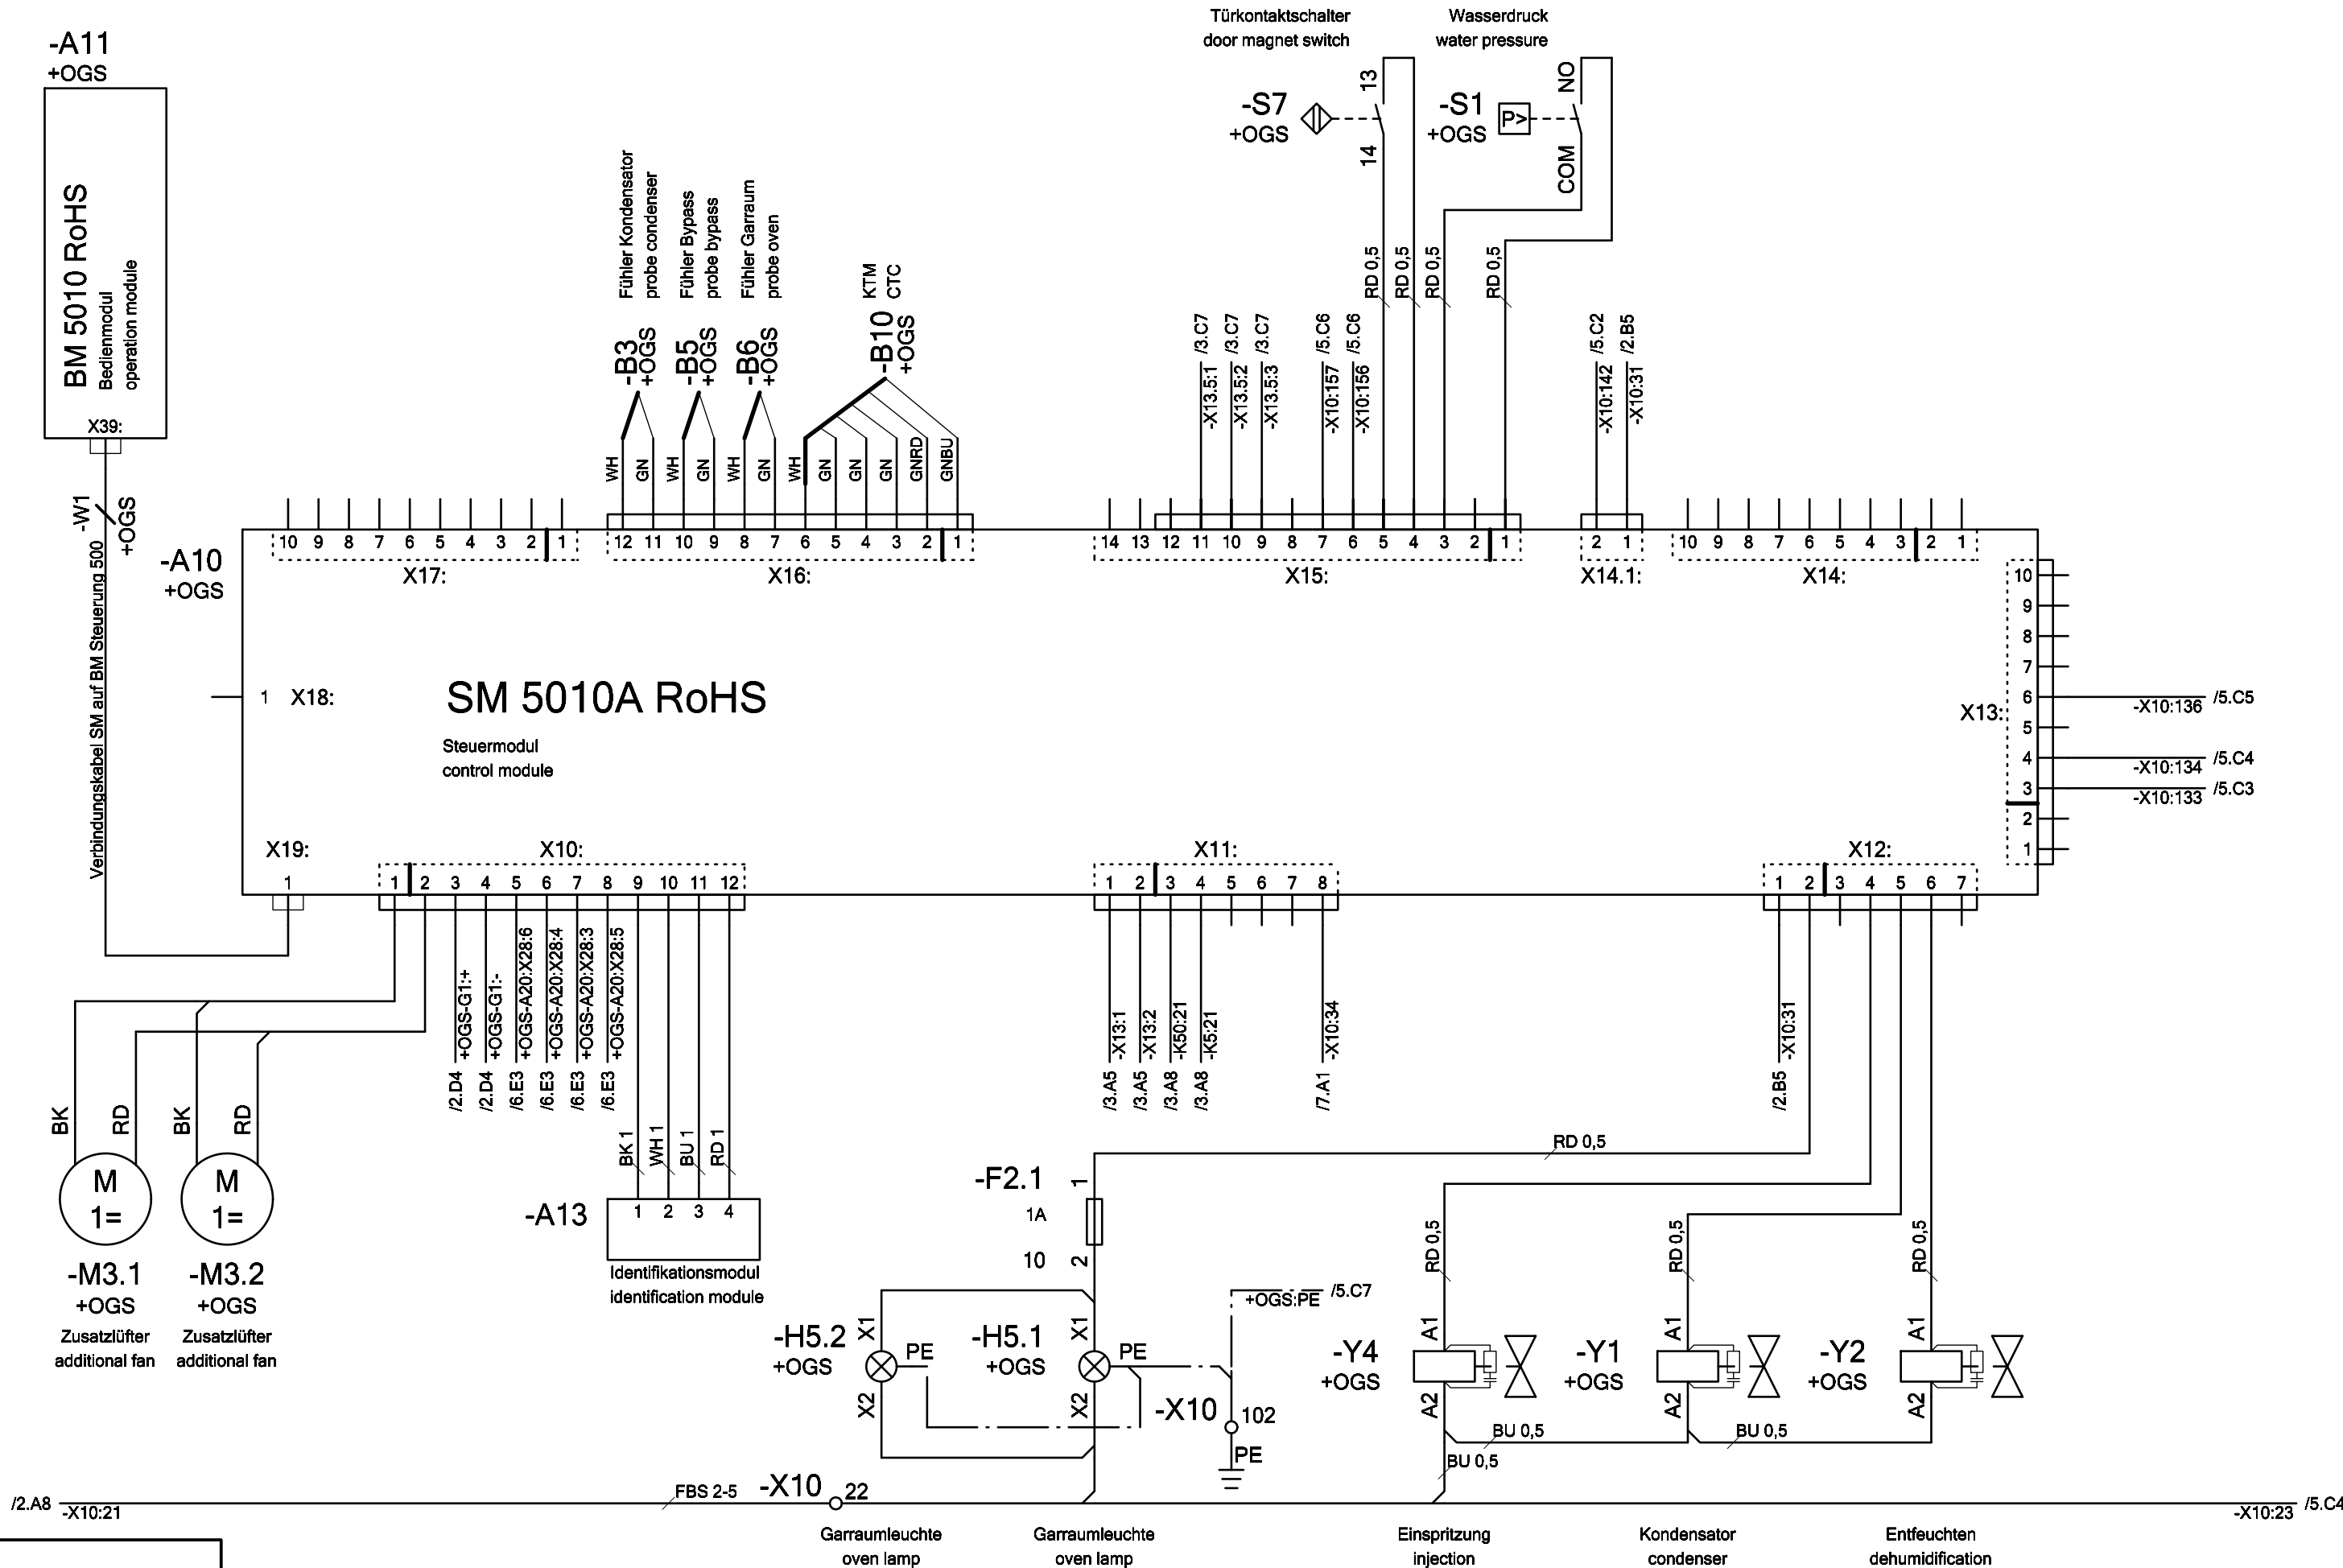 Türkontaktschalter
door magnet switch
Wasserdruck
water pressure
-A11
+OGS
BM 5010 RoHS
Bedienmodul
operation module
X39:
-W1
+OGS
Verbindungskabel SM auf BM Steuerung 500
-S7
+OGS
13
14
-S1
+OGS
P>
NO
COM
Fühler Kondensator
probe condenser
Fühler Bypass
probe bypass
Fühler Garraum
probe oven
KTM
CTC
-B3
+OGS
-B5
+OGS
-B6
+OGS
-B10
+OGS
WH
GN
WH
GN
WH
GN
WH
GN
GN
GN
GNRD
GNBU
RD 0,5
RD 0,5
RD 0,5
RD 0,5
-X13.5:1 /3.C7
-X13.5:2 /3.C7
-X13.5:3 /3.C7
-X10:157 /5.C6
-X10:156 /5.C6
-X10:142 /5.C2
-X10:31 /2.B5
-A10
+OGS
10 9 8 7 6 5 4 3 2 1
X17:
12 11 10 9 8 7 6 5 4 3 2 1
X16:
14 13 12 11 10 9 8 7 6 5 4 3 2 1
X15:
2 1
X14.1:
10 9 8 7 6 5 4 3 2 1
X14:
10
9
8
7
6
5
4
3
2
1
X13:
-X10:136 /5.C5
-X10:134 /5.C4
-X10:133 /5.C3
1 X18:
SM 5010A RoHS
Steuermodul
control module
X19:
1
X10:
1 2 3 4 5 6 7 8 9 10 11 12
X11:
1 2 3 4 5 6 7 8
X12:
1 2 3 4 5 6 7
/2.D4 +OGS-G1:+
/2.D4 +OGS-G1:-
/6.E3 +OGS-A20:X28:6
/6.E3 +OGS-A20:X28:4
/6.E3 +OGS-A20:X28:3
/6.E3 +OGS-A20:X28:5
/3.A5 -X13:1
/3.A5 -X13:2
/3.A8 -K50:21
/3.A8 -K5:21
/7.A1 -X10:34
/2.B5 -X10:31
BK
RD
BK
RD
M
1=
M
1=
-M3.1
+OGS
Zusatzlüfter
additional fan
-M3.2
+OGS
Zusatzlüfter
additional fan
BK 1
WH 1
BU 1
RD 1
-A13
1 2 3 4
Identifikationsmodul
identification module
RD 0,5
-F2.1
1A
10
1
2
+OGS:PE /5.C7
-H5.2
+OGS
X1
X2
PE
-H5.1
+OGS
X1
X2
PE
-X10
102
PE
RD 0,5
RD 0,5
RD 0,5
-Y4
+OGS
A1
A2
-Y1
+OGS
A1
A2
-Y2
+OGS
A1
A2
BU 0,5
BU 0,5
BU 0,5
/2.A8
-X10:21
FBS 2-5
-X10
22
-X10:23
/5.C4
Garraumleuchte
oven lamp
Garraumleuchte
oven lamp
Einspritzung
injection
Kondensator
condenser
Entfeuchten
dehumidification